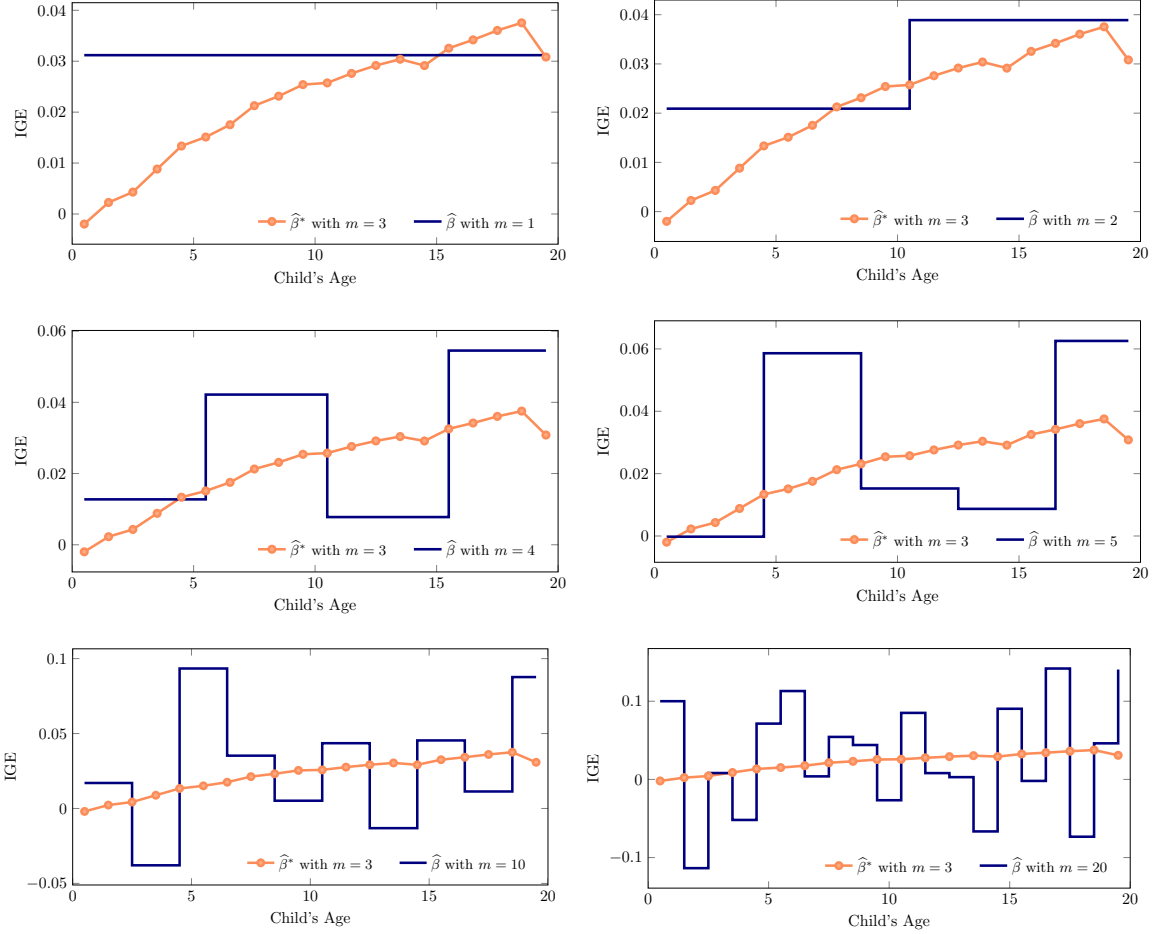 0.04
0.03
0.02
0.01
0
IGE
5
10
15
20
0
Child's Age
β̂* with m = 3
β̂ with m = 1
0.04
0.03
0.02
0.01
0
IGE
0
5
10
15
20
Child's Age
β̂* with m = 3
β̂ with m = 2
0.06
0.04
0.02
0
IGE
0
5
10
15
20
Child's Age
β̂* with m = 3
β̂ with m = 4
0.06
0.04
0.02
0
IGE
0
5
10
15
20
Child's Age
β̂* with m = 3
β̂ with m = 5
0.1
0.05
0
−0.05
IGE
0
5
10
15
20
Child's Age
β̂* with m = 3
β̂ with m = 10
0.1
0
−0.1
IGE
0
5
10
15
20
Child's Age
β̂* with m = 3
β̂ with m = 20